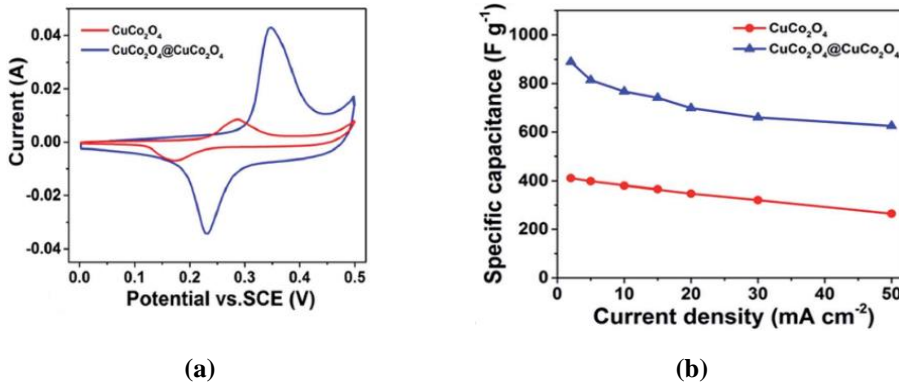 CuCo₂O₄
CuCo₂O₄@CuCo₂O₄
Current (A)
0.04
0.02
0.00
-0.02
-0.04
0.0 0.1 0.2 0.3 0.4 0.5
Potential vs.SCE (V)
(a)
CuCo₂O₄
CuCo₂O₄@CuCo₂O₄
Specific capacitance (F g⁻¹)
1000
800
600
400
200
0
0 10 20 30 40 50
Current density (mA cm⁻²)
(b)